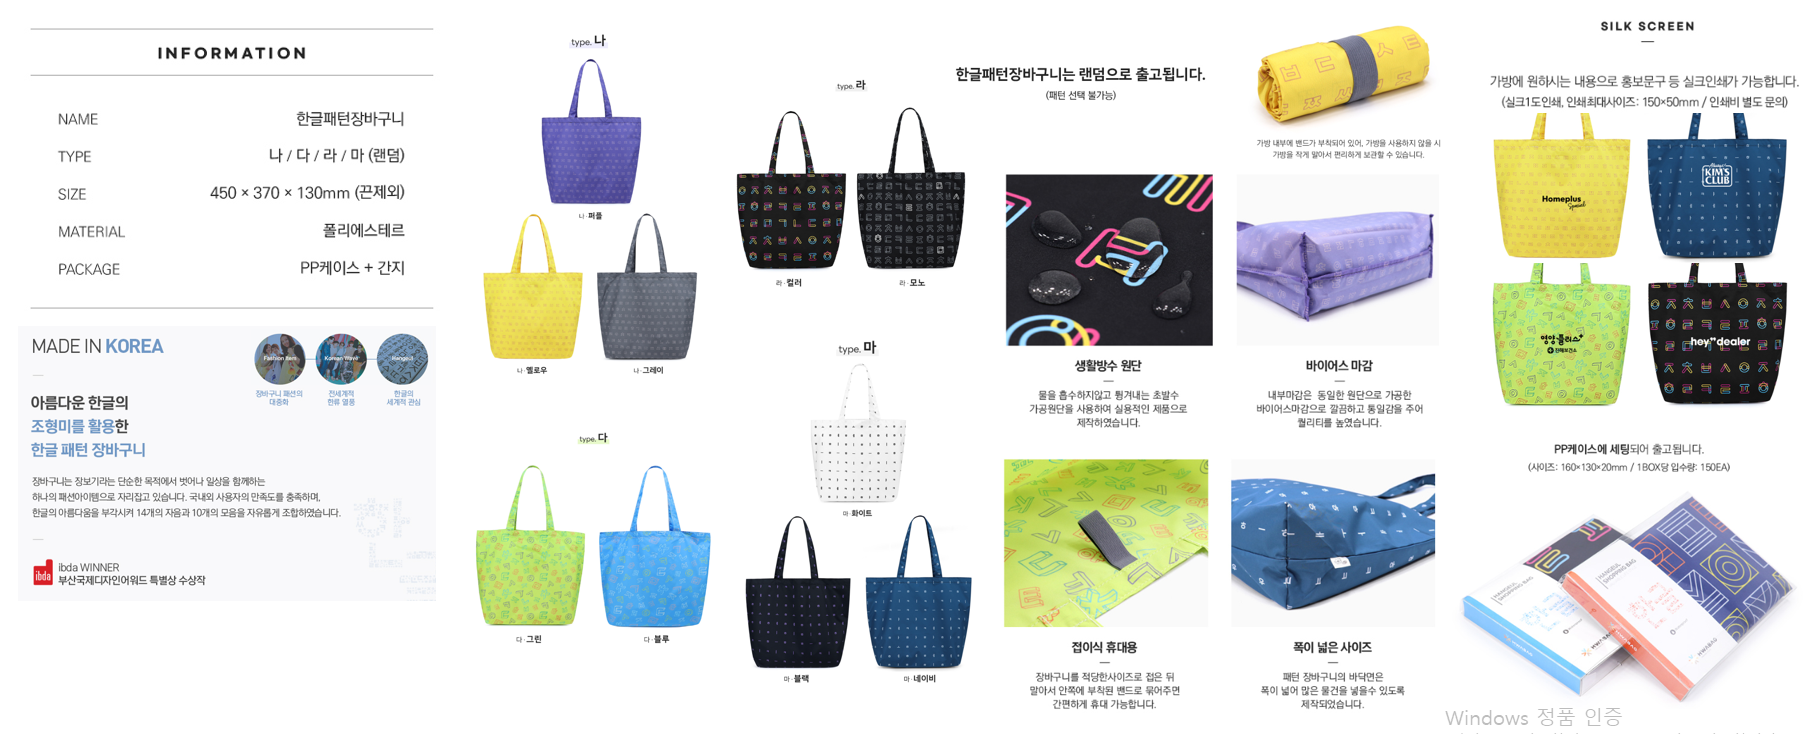 INFORMATION
NAME 한글패턴장바구니
TYPE 나 / 다 / 라 / 마 (랜덤)
SIZE 450 × 370 × 130mm (끈제외)
MATERIAL 폴리에스테르
PACKAGE PP케이스 + 간지
MADE IN KOREA
Fashion Item
Korean Wave
Hangeul
장바구니 패션의
대중화
전세계적
한류 열풍
한글의
세계적 관심
아름다운 한글의
조형미를 활용한
한글 패턴 장바구니
장바구니는 장보기라는 단순한 목적에서 벗어나 일상을 함께하는
하나의 패션아이템으로 자리잡고 있습니다. 국내외 사용자의 만족도를 충족하며,
한글의 아름다움을 부각시켜 14개의 자음과 10개의 모음을 자유롭게 조합하였습니다.
ibda
ibda WINNER
부산국제디자인어워드 특별상 수상작
type. 나
나 · 퍼플
나 · 옐로우
나 · 그레이
type. 다
다 · 그린
다 · 블루
type. 라
라 · 컬러
라 · 모노
type. 마
마 · 화이트
마 · 블랙
마 · 네이비
한글패턴장바구니는 랜덤으로 출고됩니다.
(패턴 선택 불가능)
가방 내부에 밴드가 부착되어 있어, 가방을 사용하지 않을 시
가방을 작게 말아서 편리하게 보관할 수 있습니다.
생활방수 원단
물을 흡수하지않고 튕겨내는 초발수
가공원단을 사용하여 실용적인 제품으로
제작하였습니다.
바이어스 마감
내부마감은 동일한 원단으로 가공한
바이어스마감으로 깔끔하고 통일감을 주어
퀄리티를 높였습니다.
접이식 휴대용
장바구니를 적당한사이즈로 접은 뒤
말아서 안쪽에 부착된 밴드로 묶어주면
간편하게 휴대 가능합니다.
폭이 넓은 사이즈
패턴 장바구니의 바닥면은
폭이 넓어 많은 물건을 넣을수 있도록
제작되었습니다.
SILK SCREEN
가방에 원하시는 내용으로 홍보문구 등 실크인쇄가 가능합니다.
(실크1도인쇄, 인쇄최대사이즈: 150×50mm / 인쇄비 별도 문의)
Homeplus
Special
KIM'S
CLUB
영양플러스+
진해보건소
hey,dealer
PP케이스에 세팅되어 출고됩니다.
(사이즈: 160×130×20mm / 1BOX당 입수량: 150EA)
HANGEUL
SHOPPING BAG
HANGEUL
SHOPPING BAG
Windows 정품 인증